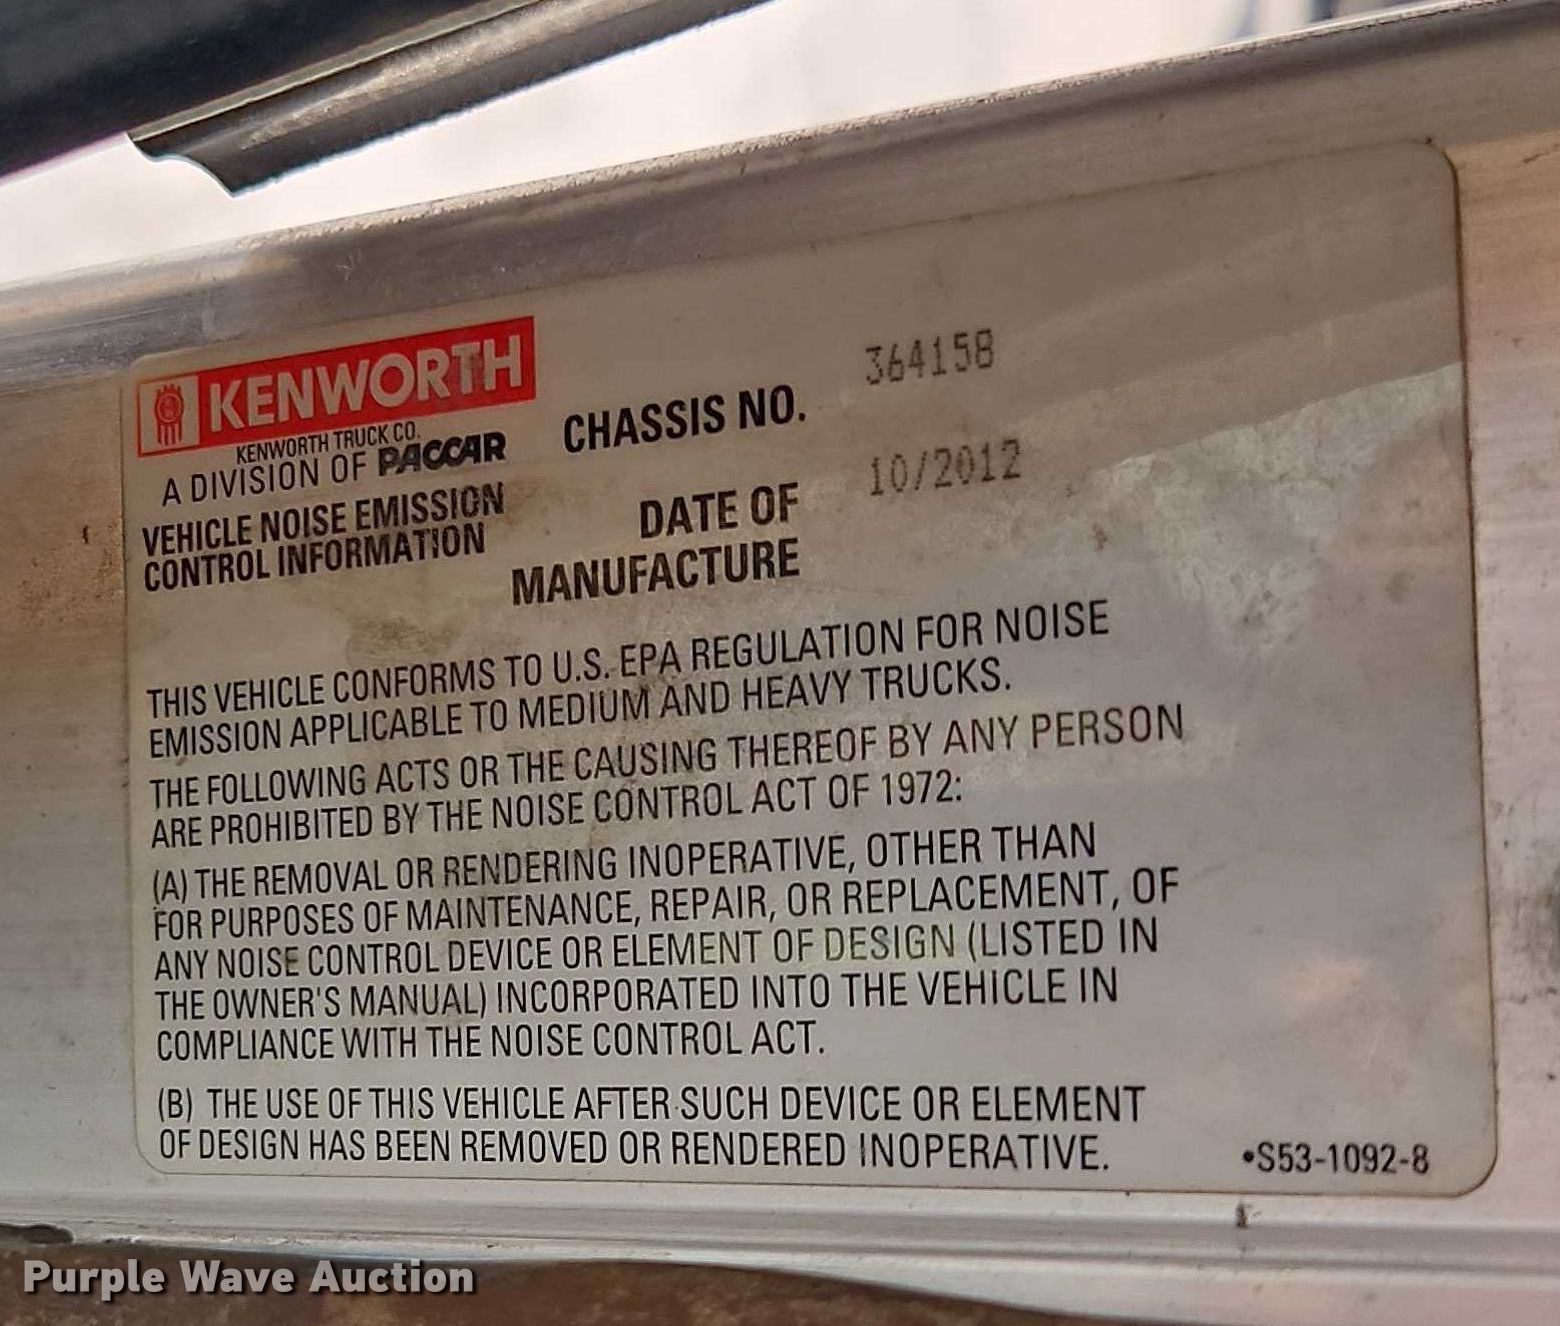 KENWORTH
KENWORTH TRUCK CO.
A DIVISION OF PACCAR
VEHICLE NOISE EMISSION
CONTROL INFORMATION
CHASSIS NO. 364158
DATE OF 10/2012
MANUFACTURE
THIS VEHICLE CONFORMS TO U.S. EPA REGULATION FOR NOISE
EMISSION APPLICABLE TO MEDIUM AND HEAVY TRUCKS.
THE FOLLOWING ACTS OR THE CAUSING THEREOF BY ANY PERSON
ARE PROHIBITED BY THE NOISE CONTROL ACT OF 1972:
(A) THE REMOVAL OR RENDERING INOPERATIVE, OTHER THAN
FOR PURPOSES OF MAINTENANCE, REPAIR, OR REPLACEMENT, OF
ANY NOISE CONTROL DEVICE OR ELEMENT OF DESIGN (LISTED IN
THE OWNER'S MANUAL) INCORPORATED INTO THE VEHICLE IN
COMPLIANCE WITH THE NOISE CONTROL ACT.
(B) THE USE OF THIS VEHICLE AFTER SUCH DEVICE OR ELEMENT
OF DESIGN HAS BEEN REMOVED OR RENDERED INOPERATIVE.
•S53-1092-8
Purple Wave Auction